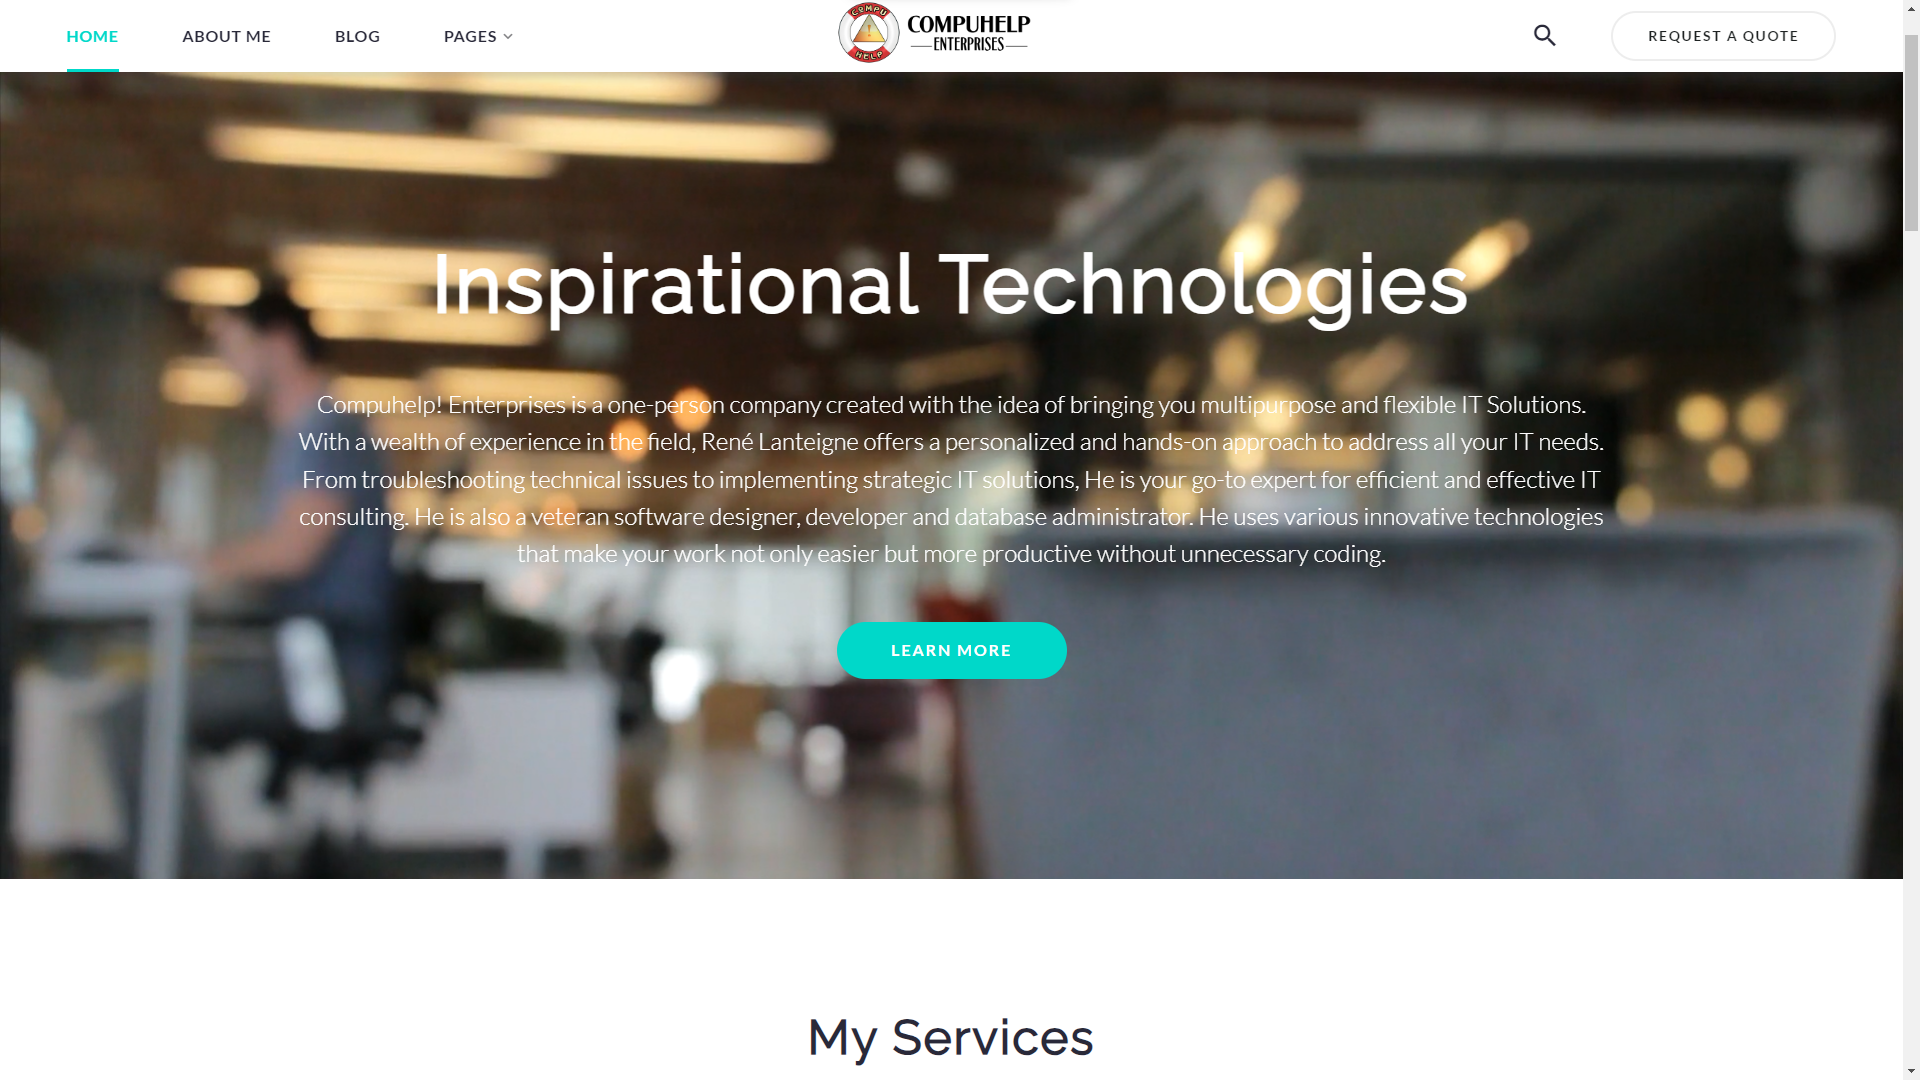 HOME
ABOUT ME
BLOG
PAGES
COMPU
HELP
COMPUHELP
ENTERPRISES
REQUEST A QUOTE
Inspirational Technologies
Compuhelp! Enterprises is a one-person company created with the idea of bringing you multipurpose and flexible IT Solutions.
With a wealth of experience in the field, René Lanteigne offers a personalized and hands-on approach to address all your IT needs.
From troubleshooting technical issues to implementing strategic IT solutions, He is your go-to expert for efficient and effective IT
consulting. He is also a veteran software designer, developer and database administrator. He uses various innovative technologies
that make your work not only easier but more productive without unnecessary coding.
LEARN MORE
My Services